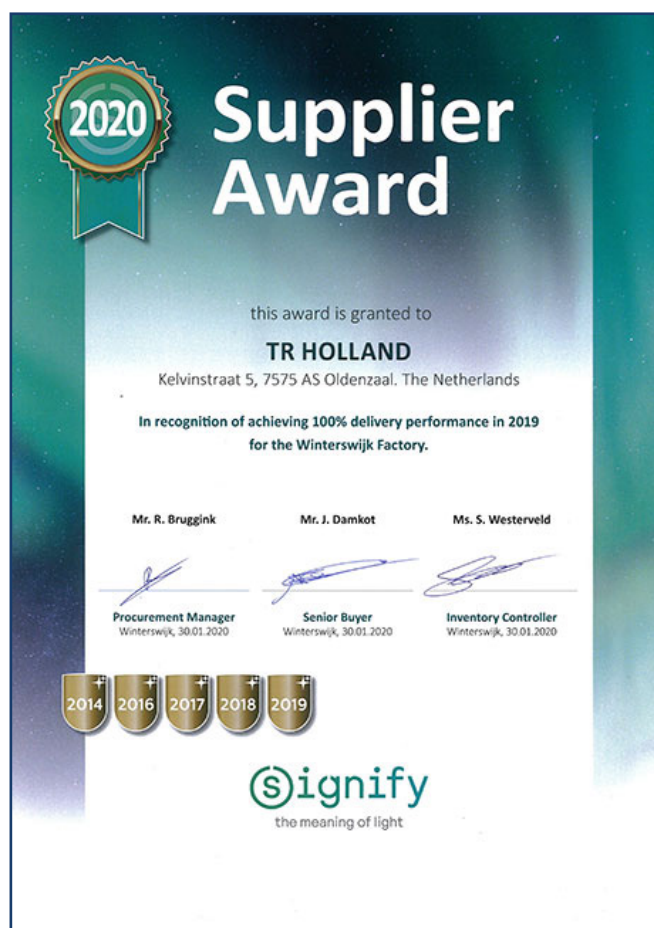 2020
Supplier
Award
this award is granted to
TR HOLLAND
Kelvinstraat 5, 7575 AS Oldenzaal. The Netherlands
In recognition of achieving 100% delivery performance in 2019
for the Winterswijk Factory.
Mr. R. Bruggink Mr. J. Damkot Ms. S. Westerveld
Procurement Manager Senior Buyer Inventory Controller
Winterswijk, 30.01.2020 Winterswijk, 30.01.2020 Winterswijk, 30.01.2020
2014 2016 2017 2018 2019
signify
the meaning of light